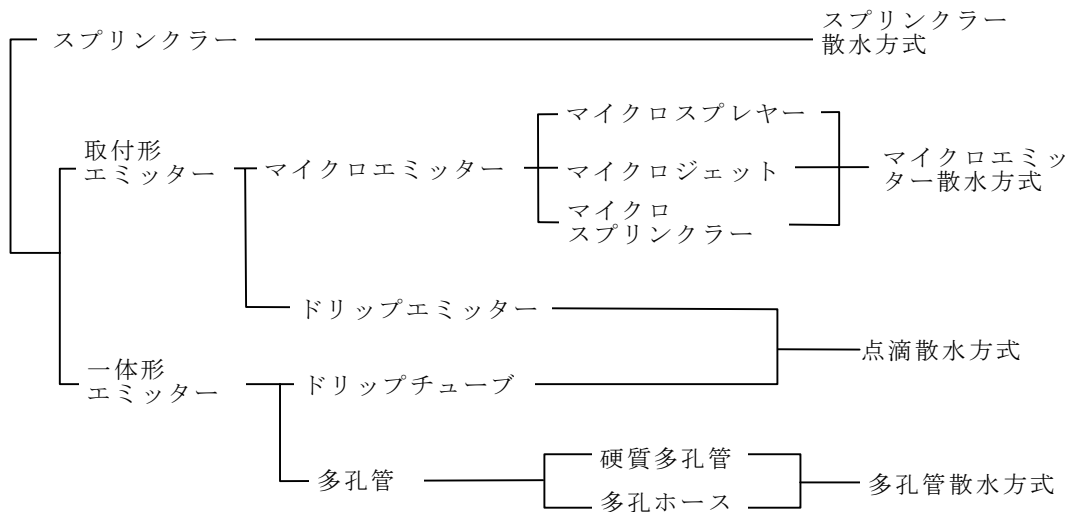 スプリンクラー
スプリンクラー
散水方式
取付形
エミッター
マイクロエミッター
マイクロスプレヤー
マイクロジェット
マイクロ
スプリンクラー
マイクロエミッ
ター散水方式
ドリップエミッター
点滴散水方式
一体形
エミッター
ドリップチューブ
多孔管
硬質多孔管
多孔ホース
多孔管散水方式